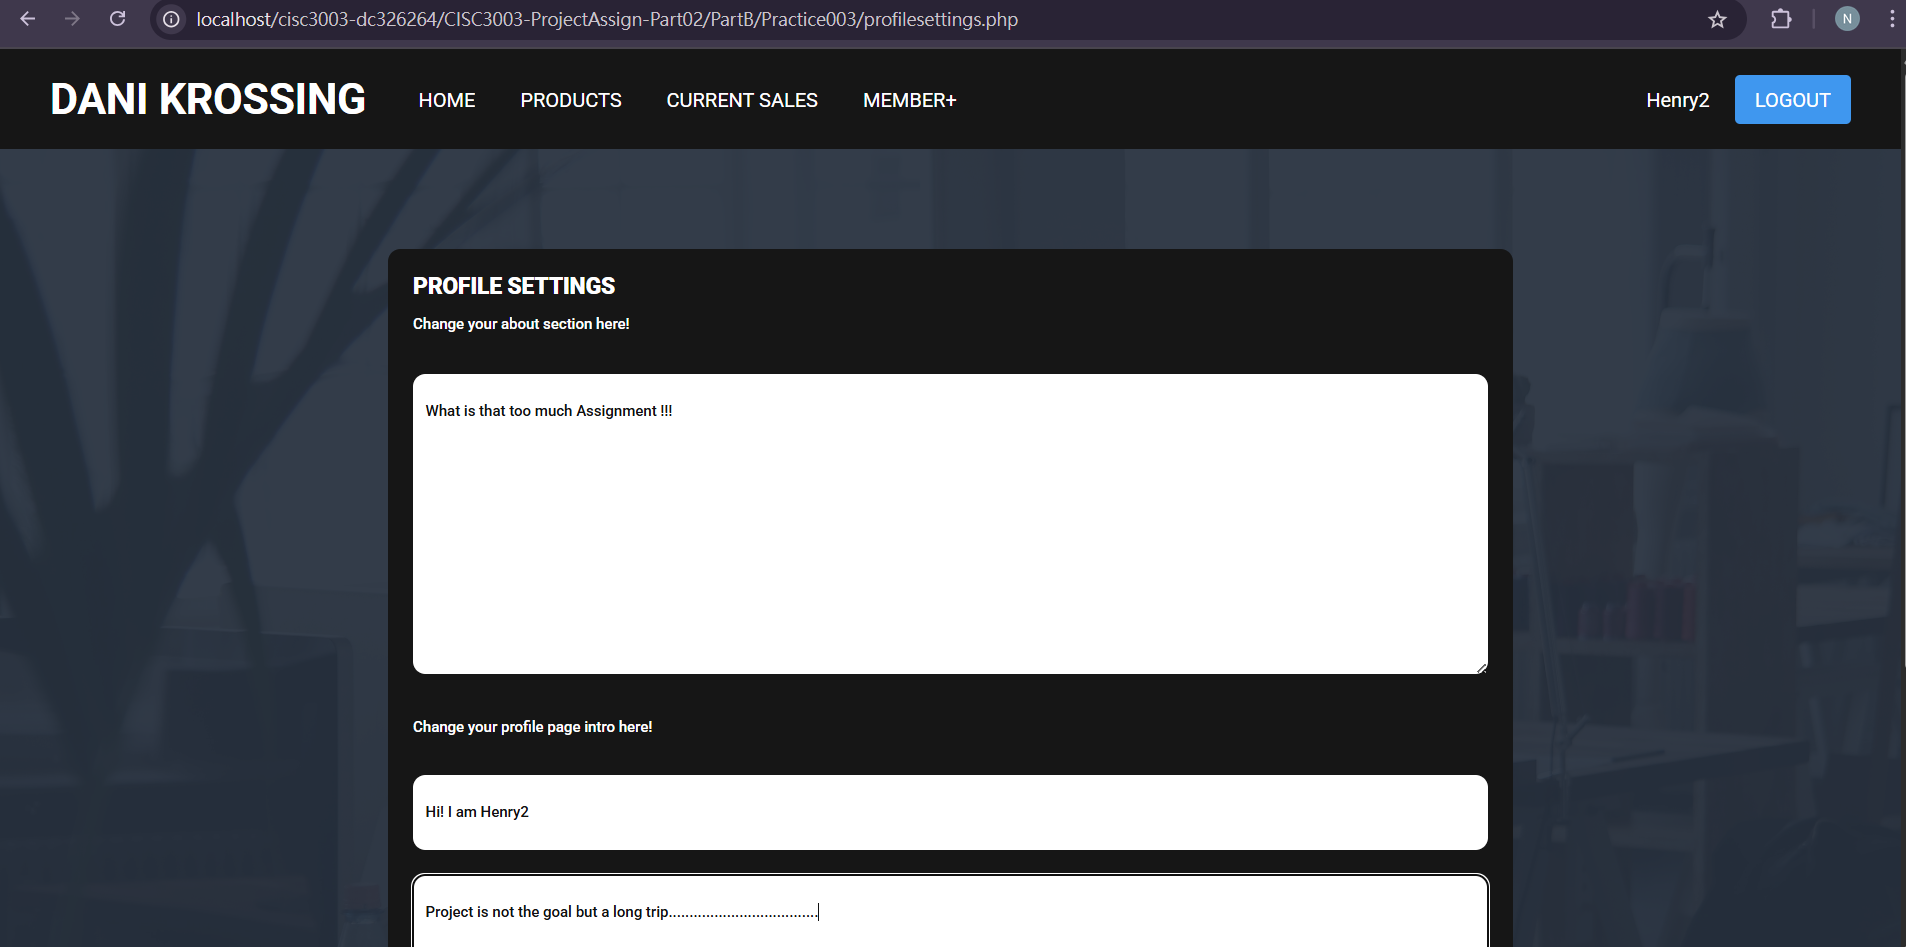 localhost/cisc3003-dc326264/CISC3003-ProjectAssign-Part02/PartB/Practice003/profilesettings.php
N
DANI KROSSING HOME PRODUCTS CURRENT SALES MEMBER+ Henry2 LOGOUT
PROFILE SETTINGS
Change your about section here!
What is that too much Assignment !!!
Change your profile page intro here!
Hi! I am Henry2
Project is not the goal but a long trip....................................